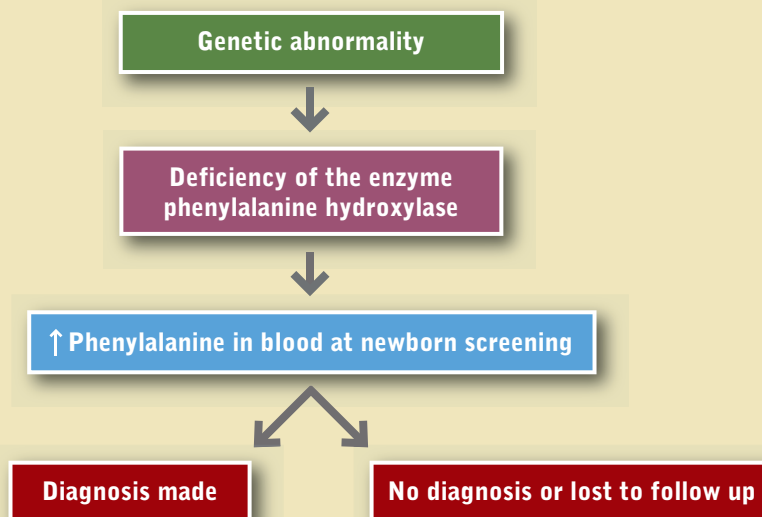 Genetic abnormality
Deficiency of the enzyme
phenylalanine hydroxylase
↑ Phenylalanine in blood at newborn screening
Diagnosis made
No diagnosis or lost to follow up